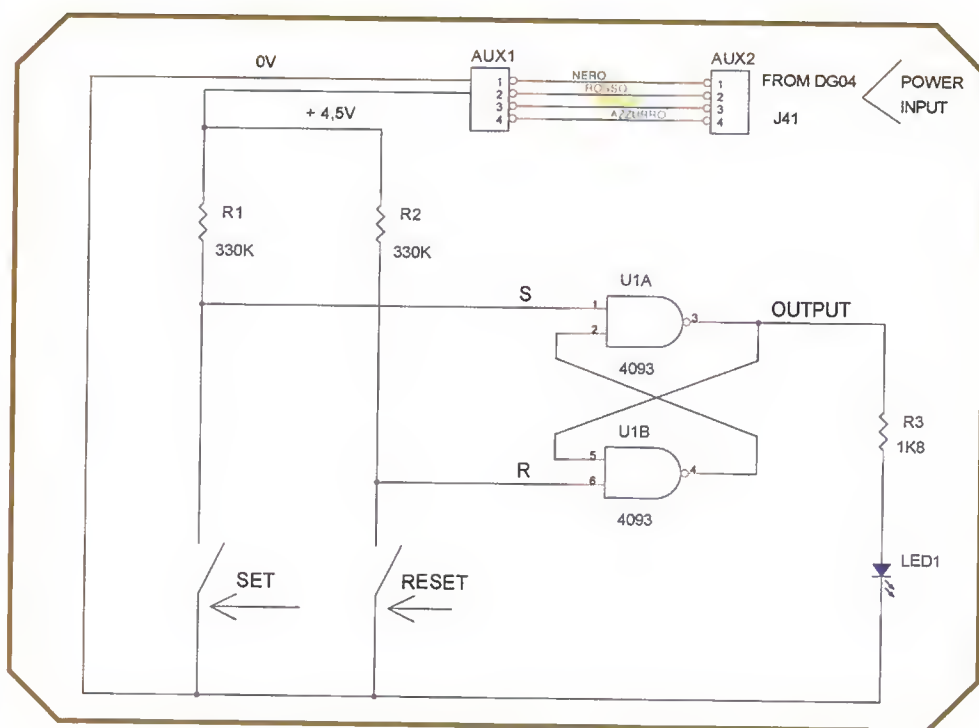 0V
AUX1
AUX2
1
2
3
4
NERO
ROSSO
AZZURRO
1
2
3
4
FROM DG04
J41
POWER
INPUT
+ 4,5V
R1
330K
R2
330K
S
U1A
1
2
3
4093
OUTPUT
R
U1B
5
6
4
4093
R3
1K8
SET
RESET
LED1